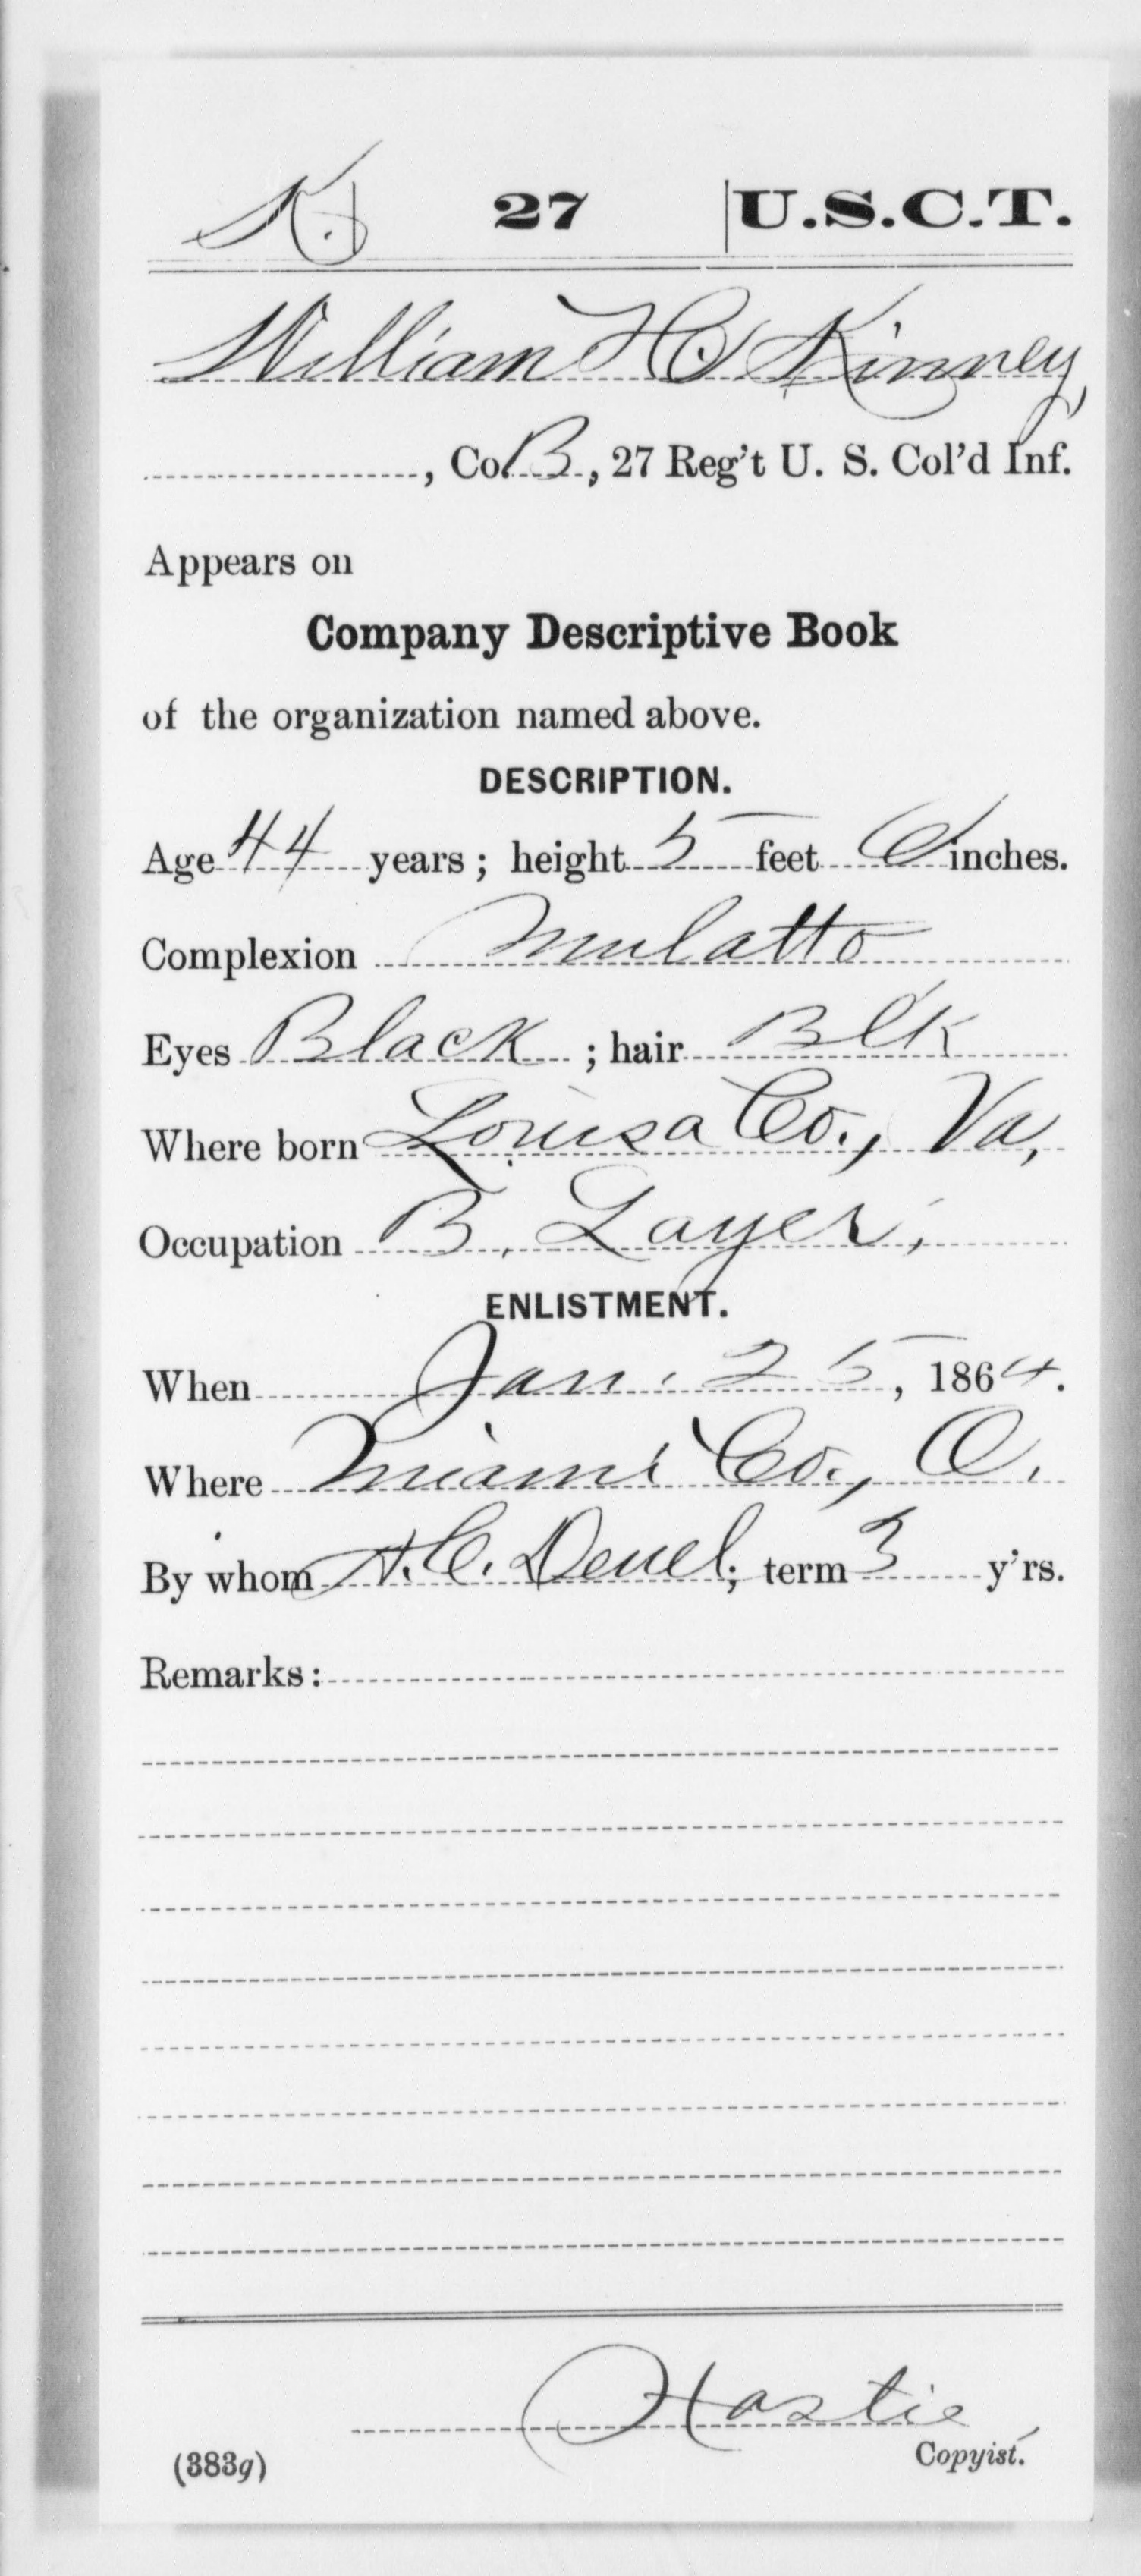 K. 27 U.S.C.T.
William H. Kinney
, Co. B, 27 Reg't U. S. Col'd Inf.
Appears on
Company Descriptive Book
of the organization named above.
DESCRIPTION.
Age 44 years; height 5 feet 6 inches.
Complexion Mulatto
Eyes Black; hair Blk
Where born Louisa Co., Va,
Occupation B. Layer,
ENLISTMENT.
When Jan. 25, 1864.
Where Miami Co., O.
By whom H. C. Deuel; term 3 y'rs.
Remarks:
Hastie
(383g) Copyist.